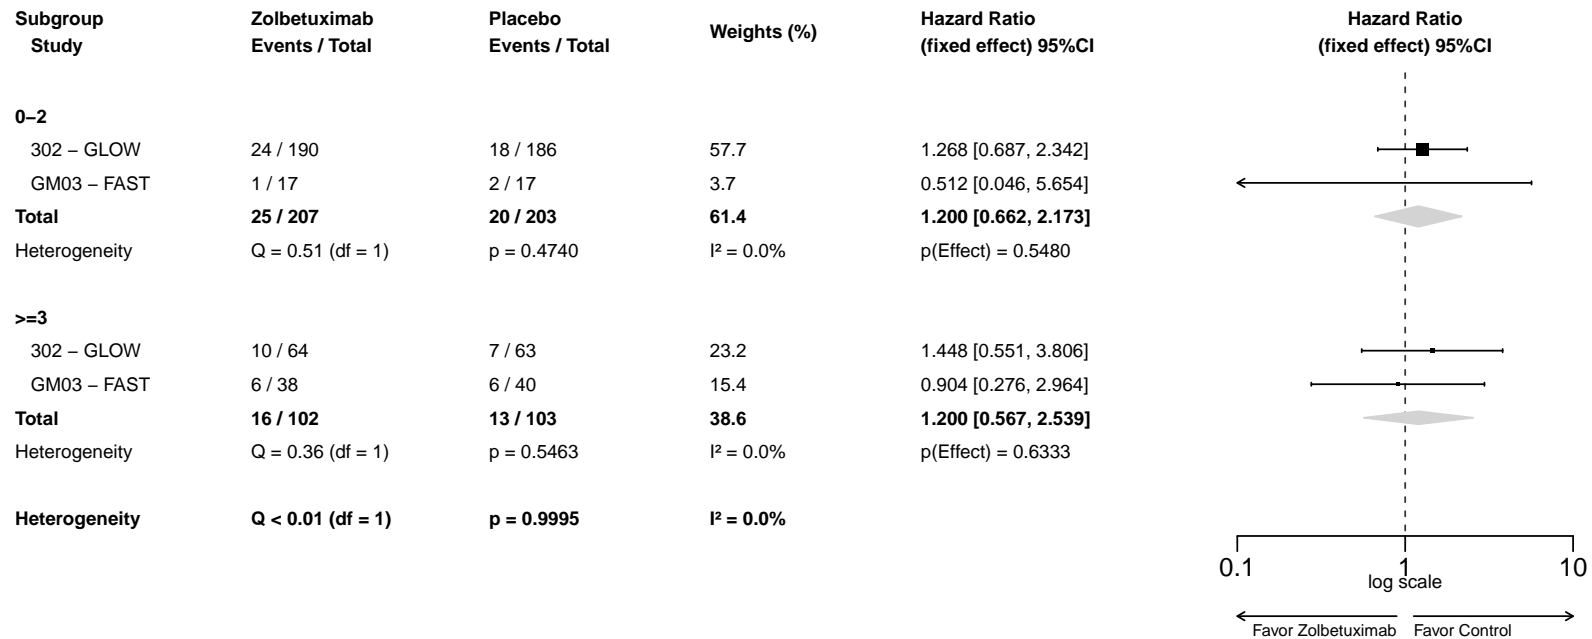 Subgroup Zolbetuximab Placebo Weights (%) Hazard Ratio Hazard Ratio
Study Events / Total Events / Total (fixed effect) 95%CI (fixed effect) 95%CI
0–2
302 – GLOW 24 / 190 18 / 186 57.7 1.268 [0.687, 2.342]
GM03 – FAST 1 / 17 2 / 17 3.7 0.512 [0.046, 5.654]
Total 25 / 207 20 / 203 61.4 1.200 [0.662, 2.173]
Heterogeneity Q = 0.51 (df = 1) p = 0.4740 I² = 0.0% p(Effect) = 0.5480
>=3
302 – GLOW 10 / 64 7 / 63 23.2 1.448 [0.551, 3.806]
GM03 – FAST 6 / 38 6 / 40 15.4 0.904 [0.276, 2.964]
Total 16 / 102 13 / 103 38.6 1.200 [0.567, 2.539]
Heterogeneity Q = 0.36 (df = 1) p = 0.5463 I² = 0.0% p(Effect) = 0.6333
Heterogeneity Q < 0.01 (df = 1) p = 0.9995 I² = 0.0%
0.1 1 10
log scale
Favor Zolbetuximab Favor Control